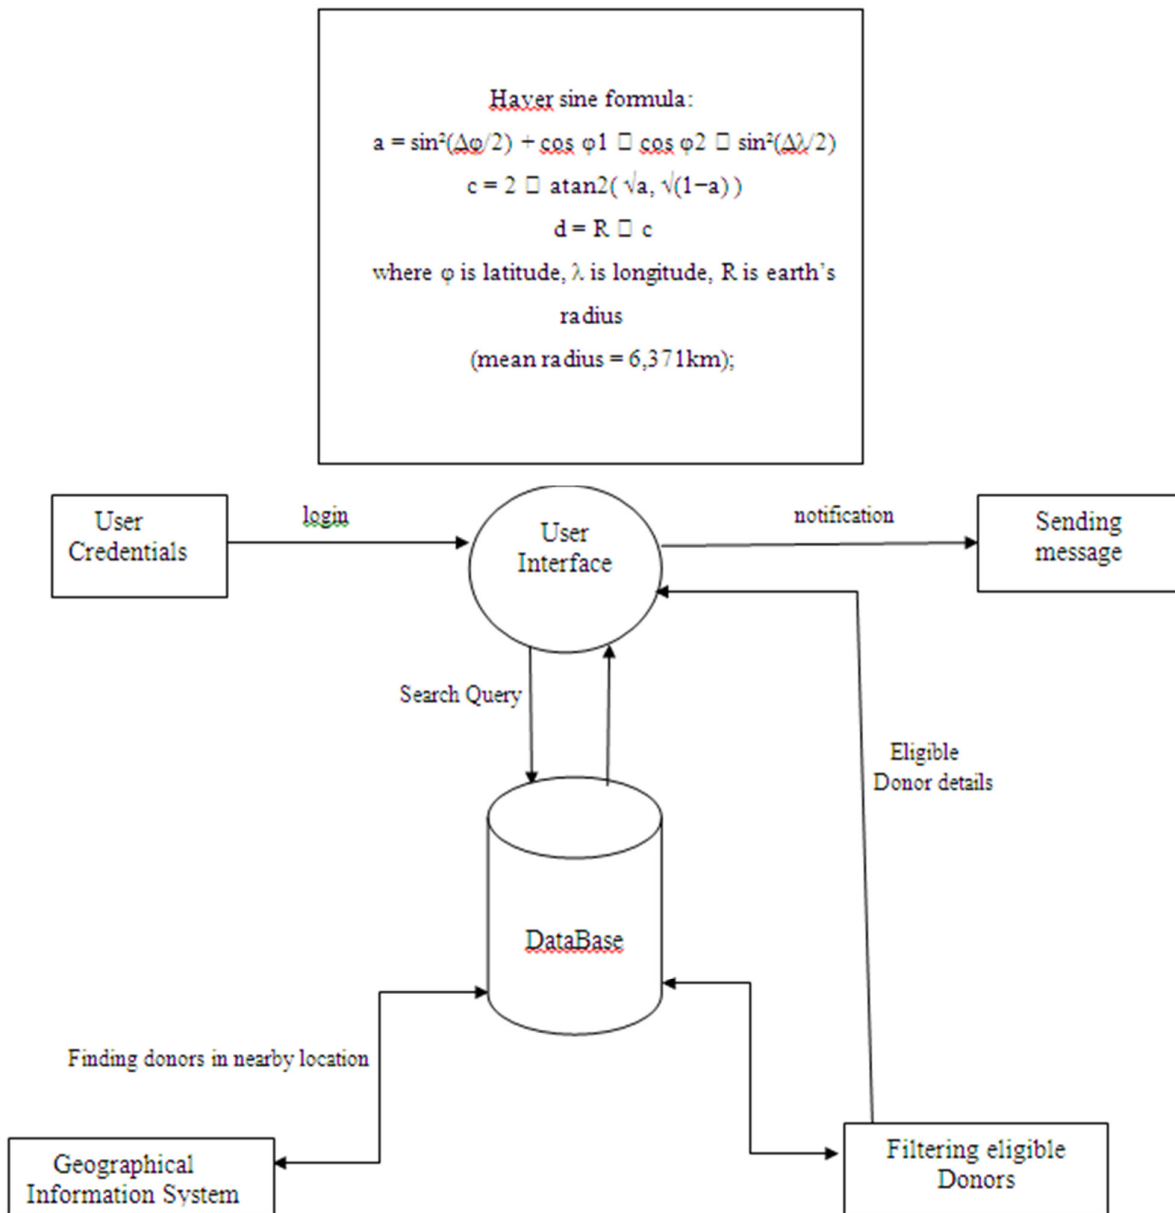 Haver sine formula:
a = sin²(Δφ/2) + cos φ1 □ cos φ2 □ sin²(Δλ/2)
c = 2 □ atan2( √a, √(1−a) )
d = R □ c
where φ is latitude, λ is longitude, R is earth's
radius
(mean radius = 6,371km);
User
Credentials
login
User
Interface
notification
Sending
message
Search Query
Eligible
Donor details
DataBase
Finding donors in nearby location
Geographical
Information System
Filtering eligible
Donors